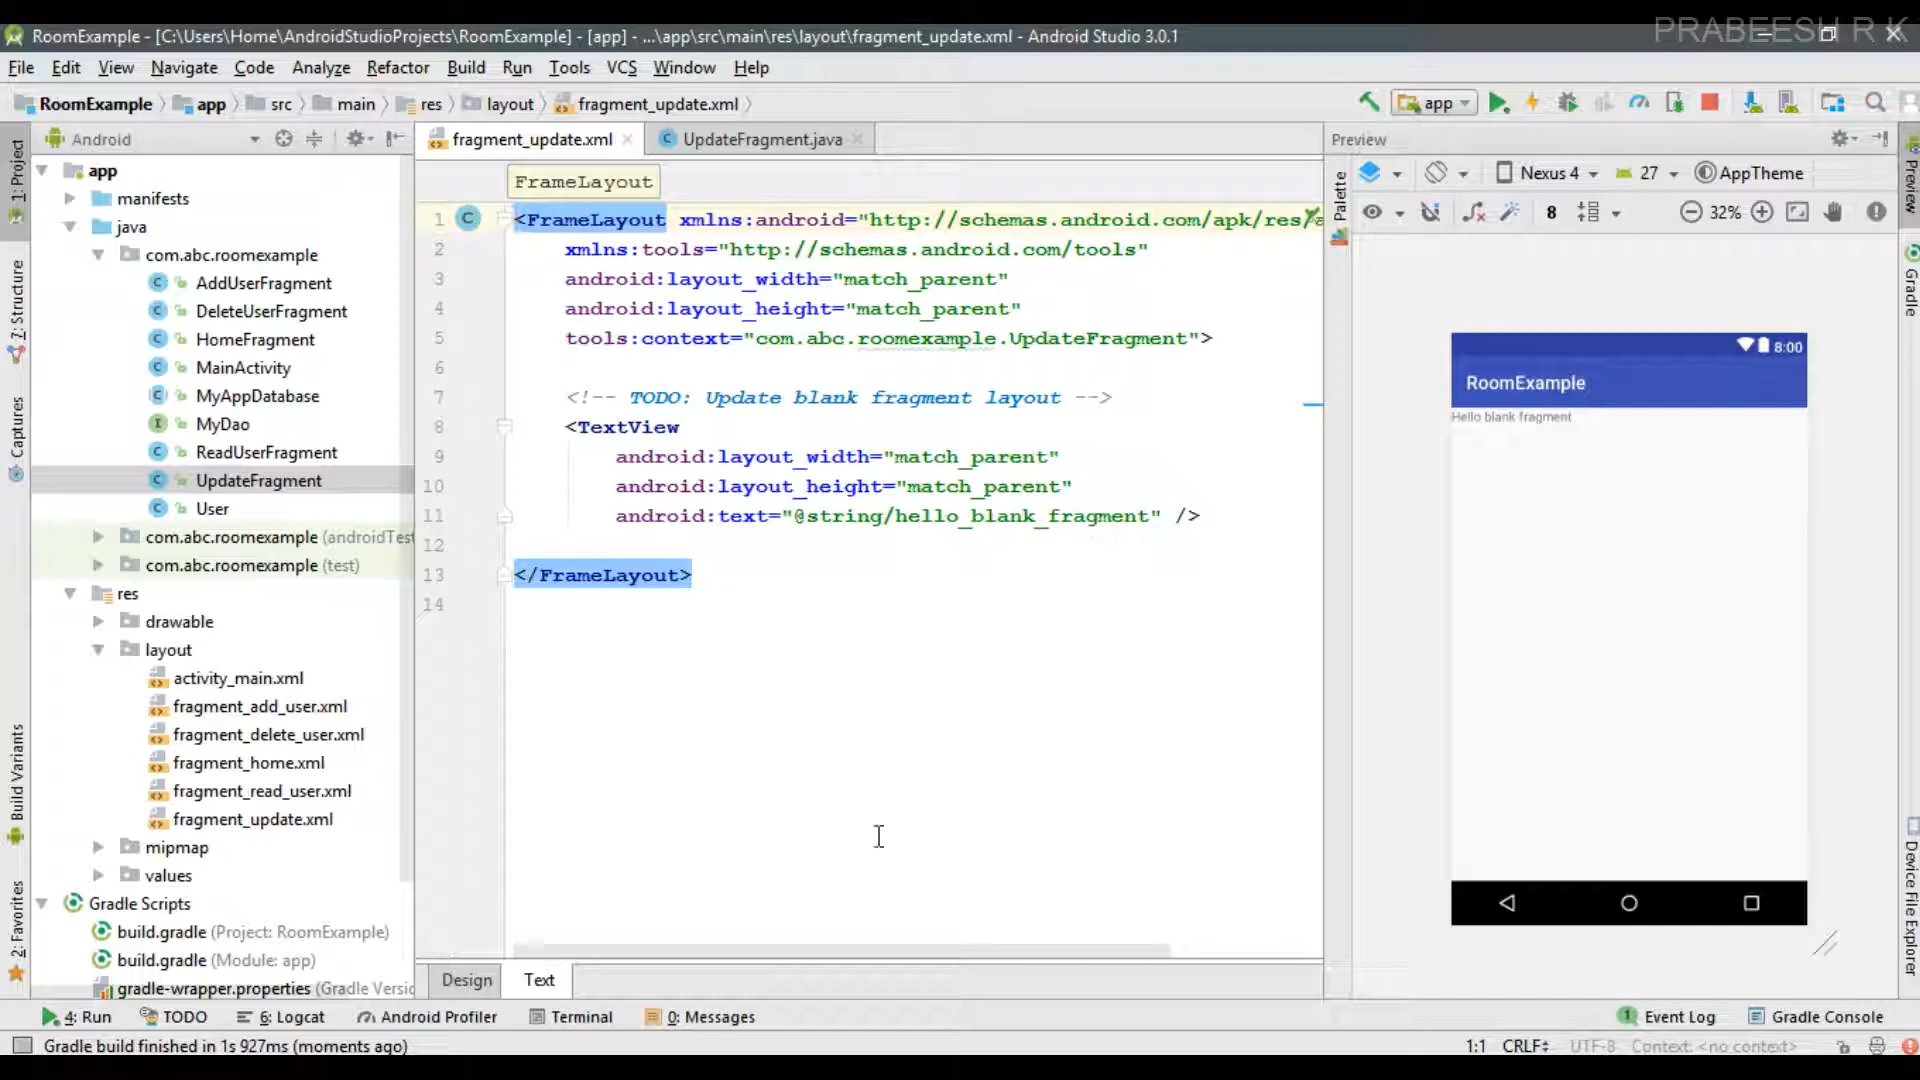 PRABEESH R K
RoomExample - [C:\Users\Home\AndroidStudioProjects\RoomExample] - [app] - ...\app\src\main\res\layout\fragment_update.xml - Android Studio 3.0.1
File Edit View Navigate Code Analyze Refactor Build Run Tools VCS Window Help
RoomExample app src main res layout fragment_update.xml
app
Android
fragment_update.xml UpdateFragment.java
Preview
1: Project
7: Structure
Captures
Build Variants
2: Favorites
app
manifests
java
com.abc.roomexample
AddUserFragment
DeleteUserFragment
HomeFragment
MainActivity
MyAppDatabase
MyDao
ReadUserFragment
UpdateFragment
User
com.abc.roomexample (androidTest
com.abc.roomexample (test)
res
drawable
layout
activity_main.xml
fragment_add_user.xml
fragment_delete_user.xml
fragment_home.xml
fragment_read_user.xml
fragment_update.xml
mipmap
values
Gradle Scripts
build.gradle (Project: RoomExample)
build.gradle (Module: app)
gradle-wrapper.properties (Gradle Versic
FrameLayout
1 <FrameLayout xmlns:android="http://schemas.android.com/apk/res/a
2 xmlns:tools="http://schemas.android.com/tools"
3 android:layout_width="match_parent"
4 android:layout_height="match_parent"
5 tools:context="com.abc.roomexample.UpdateFragment">
6
7 <!-- TODO: Update blank fragment layout -->
8 <TextView
9 android:layout_width="match_parent"
10 android:layout_height="match_parent"
11 android:text="@string/hello_blank_fragment" />
12
13 </FrameLayout>
14
Design Text
Palette
Nexus 4 27 AppTheme
8 32%
8:00
RoomExample
Hello blank fragment
Preview
Gradle
Device File Explorer
4: Run TODO 6: Logcat Android Profiler Terminal 0: Messages
1 Event Log Gradle Console
Gradle build finished in 1s 927ms (moments ago)
1:1 CRLF UTF-8 Context: <no context>